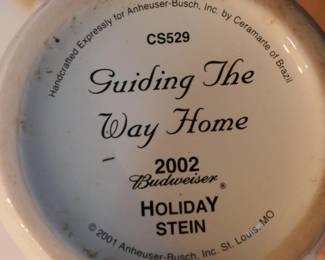 Handcrafted Expressly for Anheuser-Busch, Inc. by Ceramarte of Brazil
CS529
Guiding The
Way Home
2002
Budweiser®
HOLIDAY
STEIN
© 2001 Anheuser-Busch, Inc. St. Louis, MO